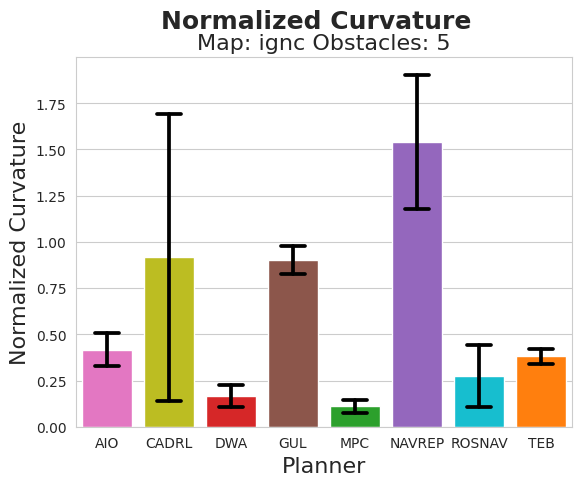 Normalized Curvature
Map: ignc Obstacles: 5
Normalized Curvature
1.75
1.50
1.25
1.00
0.75
0.50
0.25
0.00
AIO CADRL DWA GUL MPC NAVREP ROSNAV TEB
Planner